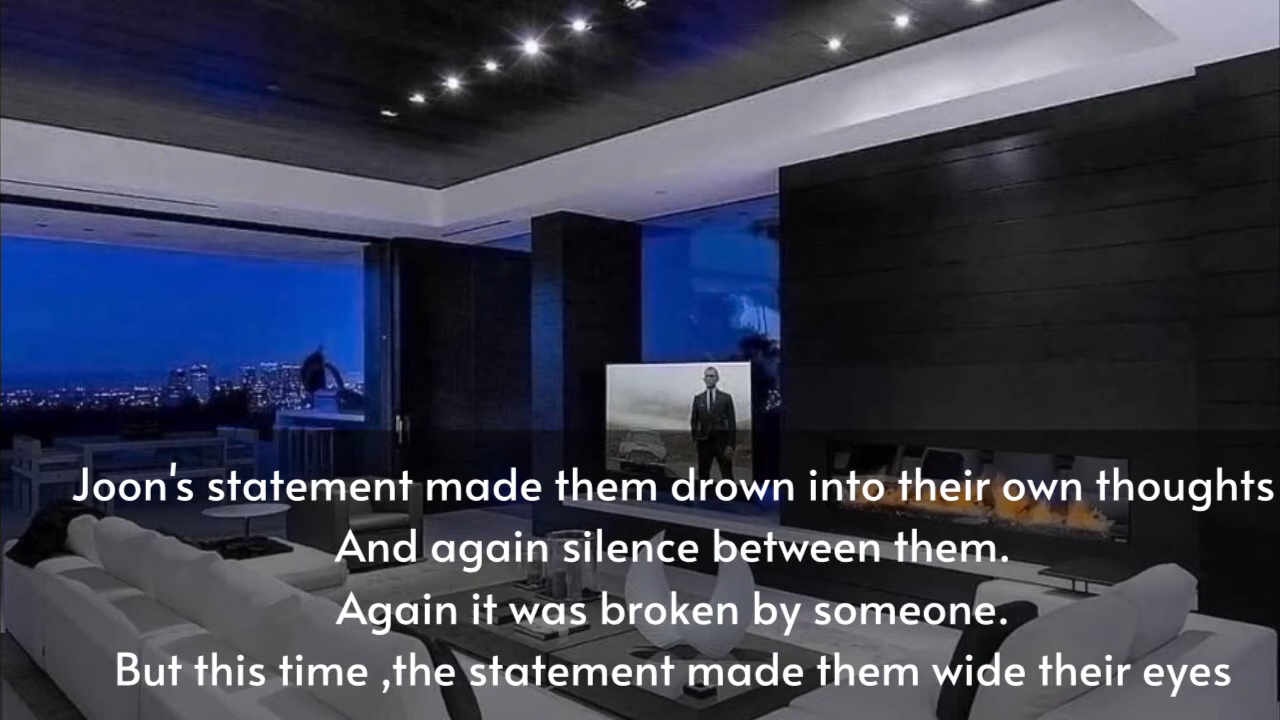 Joon's statement made them drown into their own thoughts
And again silence between them.
Again it was broken by someone.
But this time ,the statement made them wide their eyes